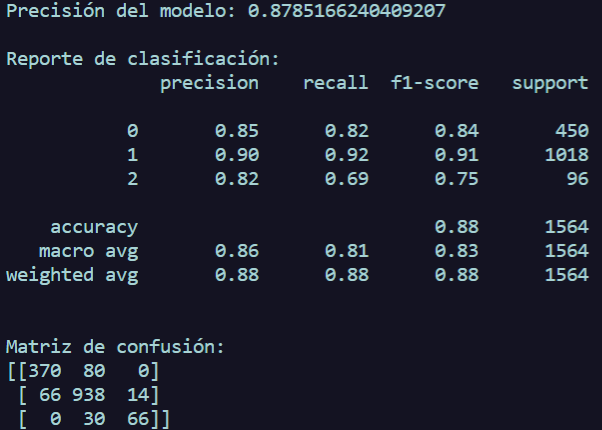 Precisión del modelo: 0.8785166240409207
Reporte de clasificación:
precision recall f1-score support
0 0.85 0.82 0.84 450
1 0.90 0.92 0.91 1018
2 0.82 0.69 0.75 96
accuracy 0.88 1564
macro avg 0.86 0.81 0.83 1564
weighted avg 0.88 0.88 0.88 1564
Matriz de confusión:
[[370 80 0]
[ 66 938 14]
[ 0 30 66]]